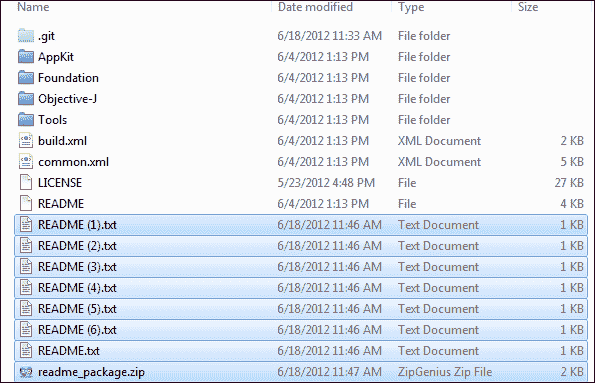 Name Date modified Type Size
.git 6/18/2012 11:33 AM File folder
AppKit 6/4/2012 1:13 PM File folder
Foundation 6/4/2012 1:13 PM File folder
Objective-J 6/4/2012 1:13 PM File folder
Tools 6/4/2012 1:13 PM File folder
build.xml 6/4/2012 1:13 PM XML Document 2 KB
common.xml 6/4/2012 1:13 PM XML Document 5 KB
LICENSE 5/23/2012 4:48 PM File 27 KB
README 6/4/2012 1:13 PM File 4 KB
README (1).txt 6/18/2012 11:46 AM Text Document 1 KB
README (2).txt 6/18/2012 11:46 AM Text Document 1 KB
README (3).txt 6/18/2012 11:46 AM Text Document 1 KB
README (4).txt 6/18/2012 11:46 AM Text Document 1 KB
README (5).txt 6/18/2012 11:46 AM Text Document 1 KB
README (6).txt 6/18/2012 11:46 AM Text Document 1 KB
README.txt 6/18/2012 11:46 AM Text Document 1 KB
readme_package.zip 6/18/2012 11:47 AM ZipGenius Zip File 2 KB